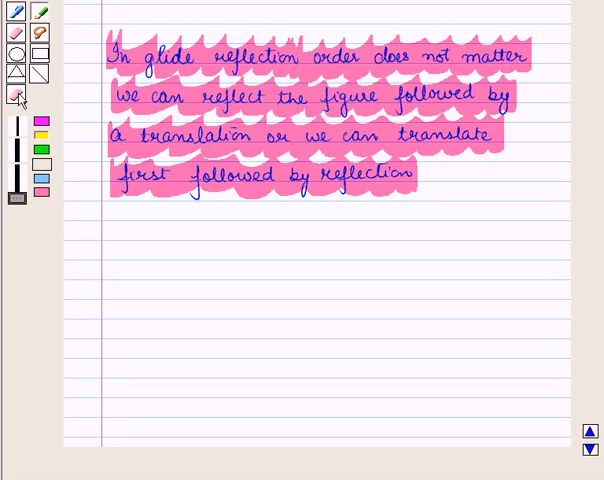 In glide reflection order does not matter
we can reflect the figure followed by
a translation or we can translate
first followed by reflection